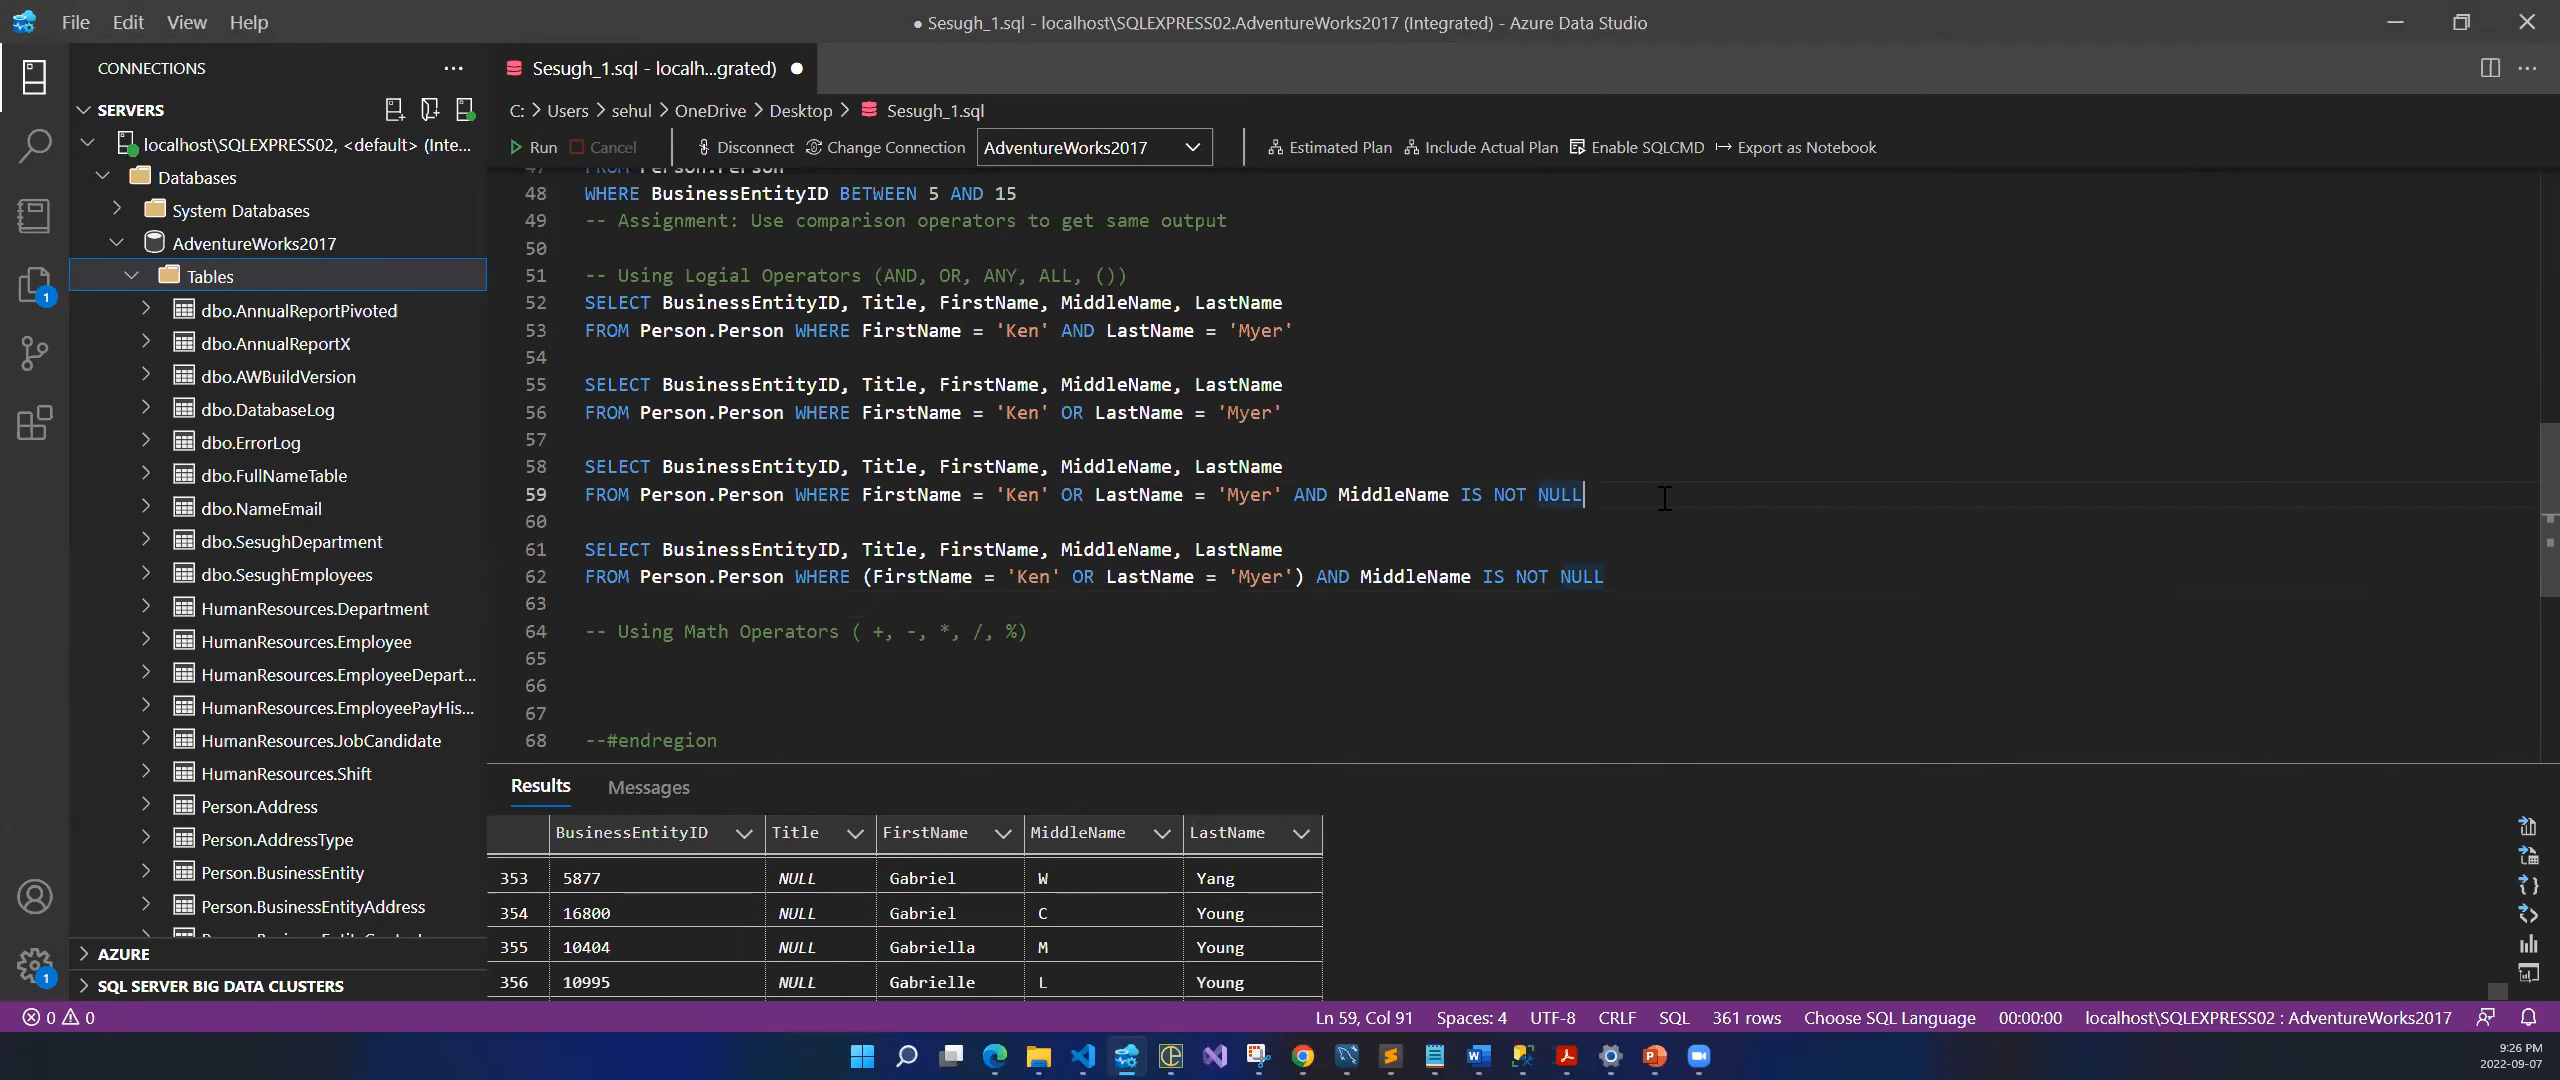 File Edit View Help
● Sesugh_1.sql - localhost\SQLEXPRESS02.AdventureWorks2017 (Integrated) - Azure Data Studio
CONNECTIONS
SERVERS
localhost\SQLEXPRESS02, <default> (Inte...
Databases
System Databases
AdventureWorks2017
Tables
dbo.AnnualReportPivoted
dbo.AnnualReportX
dbo.AWBuildVersion
dbo.DatabaseLog
dbo.ErrorLog
dbo.FullNameTable
dbo.NameEmail
dbo.SesughDepartment
dbo.SesughEmployees
HumanResources.Department
HumanResources.Employee
HumanResources.EmployeeDepart...
HumanResources.EmployeePayHis...
HumanResources.JobCandidate
HumanResources.Shift
Person.Address
Person.AddressType
Person.BusinessEntity
Person.BusinessEntityAddress
AZURE
SQL SERVER BIG DATA CLUSTERS
1
1
Sesugh_1.sql - localh...grated)
C: > Users > sehul > OneDrive > Desktop > Sesugh_1.sql
Run Cancel Disconnect Change Connection AdventureWorks2017 Estimated Plan Include Actual Plan Enable SQLCMD Export as Notebook
47 FROM Person.Person
48 WHERE BusinessEntityID BETWEEN 5 AND 15
49 -- Assignment: Use comparison operators to get same output
50
51 -- Using Logial Operators (AND, OR, ANY, ALL, ())
52 SELECT BusinessEntityID, Title, FirstName, MiddleName, LastName
53 FROM Person.Person WHERE FirstName = 'Ken' AND LastName = 'Myer'
54
55 SELECT BusinessEntityID, Title, FirstName, MiddleName, LastName
56 FROM Person.Person WHERE FirstName = 'Ken' OR LastName = 'Myer'
57
58 SELECT BusinessEntityID, Title, FirstName, MiddleName, LastName
59 FROM Person.Person WHERE FirstName = 'Ken' OR LastName = 'Myer' AND MiddleName IS NOT NULL
60
61 SELECT BusinessEntityID, Title, FirstName, MiddleName, LastName
62 FROM Person.Person WHERE (FirstName = 'Ken' OR LastName = 'Myer') AND MiddleName IS NOT NULL
63
64 -- Using Math Operators ( +, -, *, /, %)
65
66
67
68 --#endregion
Results Messages
BusinessEntityID Title FirstName MiddleName LastName
353 5877 NULL Gabriel W Yang
354 16800 NULL Gabriel C Young
355 10404 NULL Gabriella M Young
356 10995 NULL Gabrielle L Young
0 0
Ln 59, Col 91 Spaces: 4 UTF-8 CRLF SQL 361 rows Choose SQL Language 00:00:00 localhost\SQLEXPRESS02 : AdventureWorks2017
9:26 PM
2022-09-07